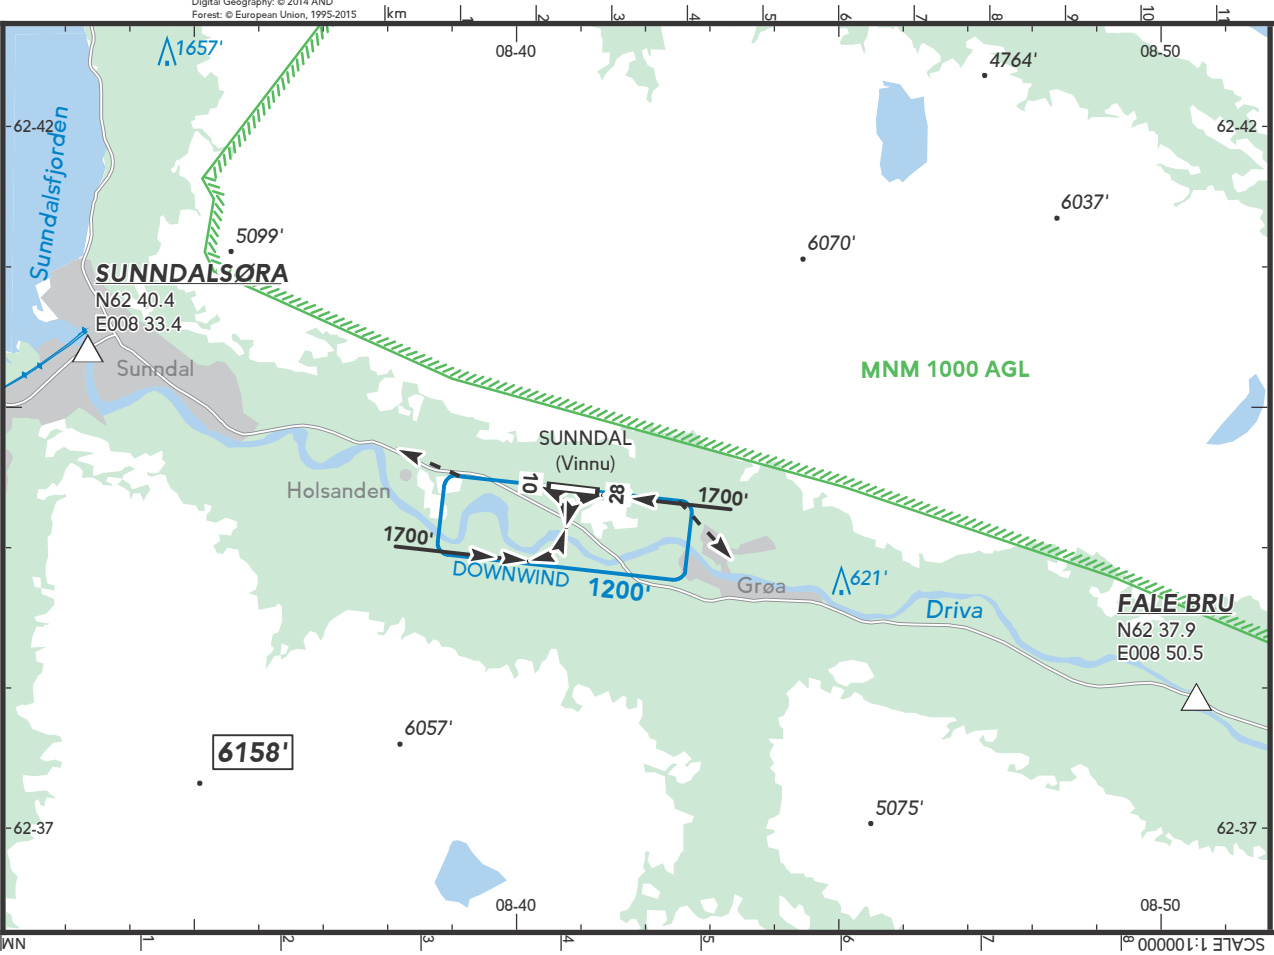 Digital Geography: © 2014 AND
Forest: © European Union, 1995-2015
km
1
2
3
4
5
6
7
8
9
10
11
1657'
08-40
08-50
4764'
62-42
62-42
Sunndalsfjorden
6037'
5099'
6070'
SUNNDALSØRA
N62 40.4
E008 33.4
Sunndal
MNM 1000 AGL
SUNNDAL
(Vinnu)
10
28
1700'
Holsanden
1700'
DOWNWIND
1200'
Grøa
621'
Driva
FALE BRU
N62 37.9
E008 50.5
6057'
6158'
5075'
62-37
62-37
08-40
08-50
NM
1
2
3
4
5
6
7
8
SCALE 1:100000